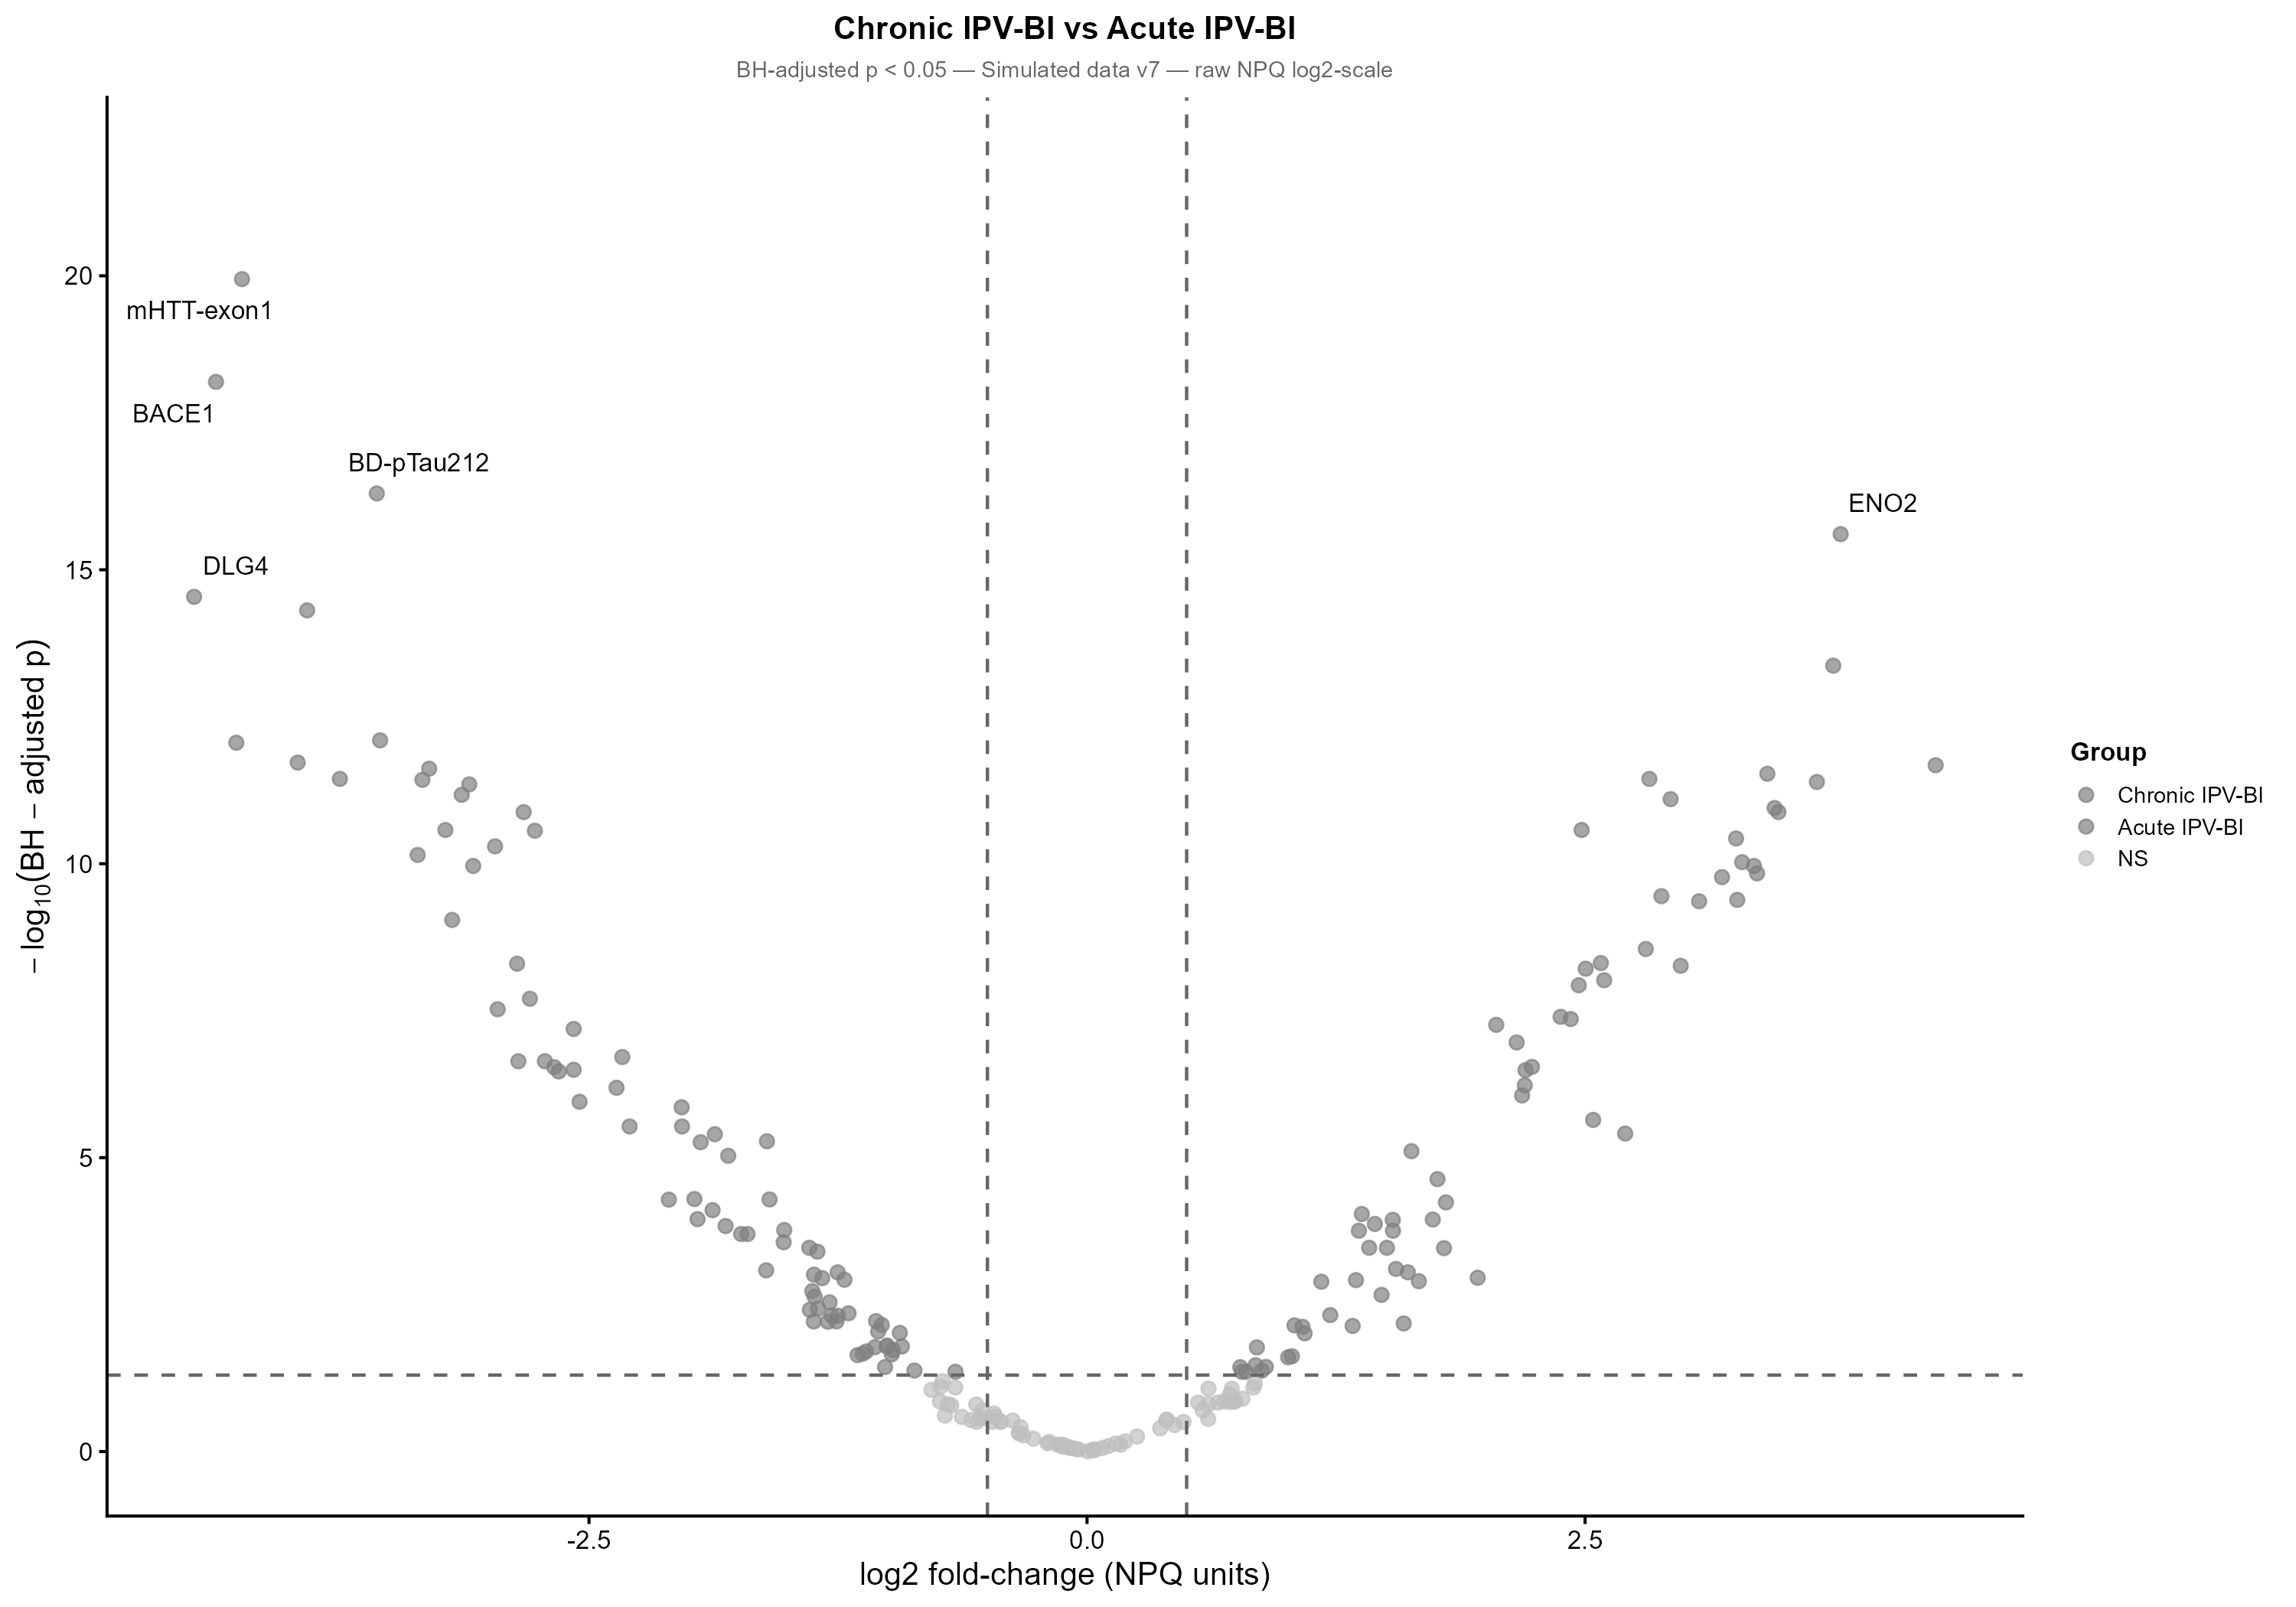 Chronic IPV-BI vs Acute IPV-BI
BH-adjusted p < 0.05 — Simulated data v7 — raw NPQ log2-scale
20
15
10
5
0
− log10(BH − adjusted p)
mHTT-exon1
BACE1
BD-pTau212
DLG4
ENO2
Group
Chronic IPV-BI
Acute IPV-BI
NS
-2.5
0.0
2.5
log2 fold-change (NPQ units)